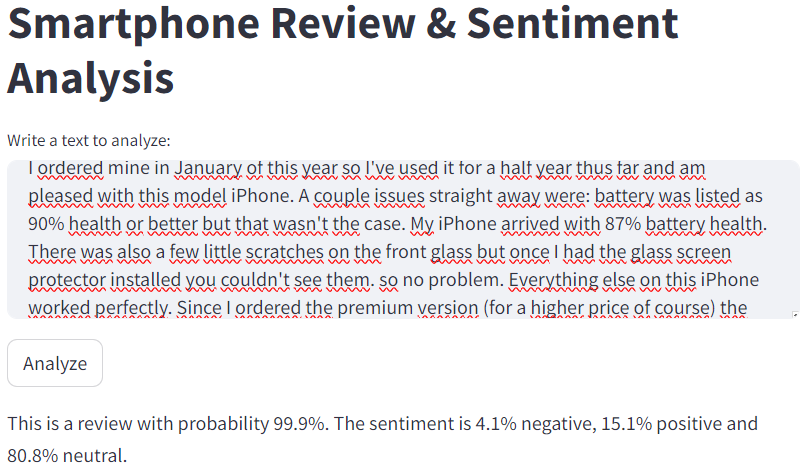 Smartphone Review & Sentiment
Analysis
Write a text to analyze:
I ordered mine in January of this year so I've used it for a half year thus far and am
pleased with this model iPhone. A couple issues straight away were: battery was listed as
90% health or better but that wasn't the case. My iPhone arrived with 87% battery health.
There was also a few little scratches on the front glass but once I had the glass screen
protector installed you couldn't see them. so no problem. Everything else on this iPhone
worked perfectly. Since I ordered the premium version (for a higher price of course) the
Analyze
This is a review with probability 99.9%. The sentiment is 4.1% negative, 15.1% positive and
80.8% neutral.